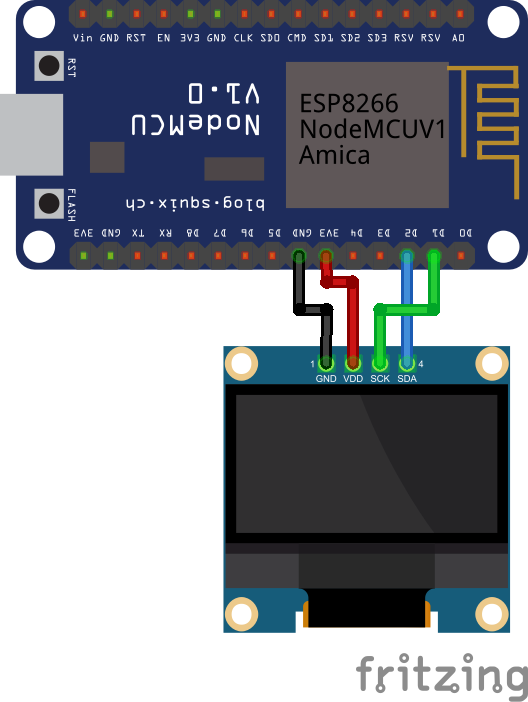 Vin GND RST EN 3V3 GND CLK SD0 CMD SD1 SD2 SD3 RSV RSV A0
RST
V1.0
NodeMCU
ESP8266
NodeMCUV1
Amica
FLASH
blog.squix.ch
3V3 GND TX RX D8 D7 D6 D5 GND 3V3 D4 D3 D2 D1 D0
1 4
GND VDD SCK SDA
fritzing